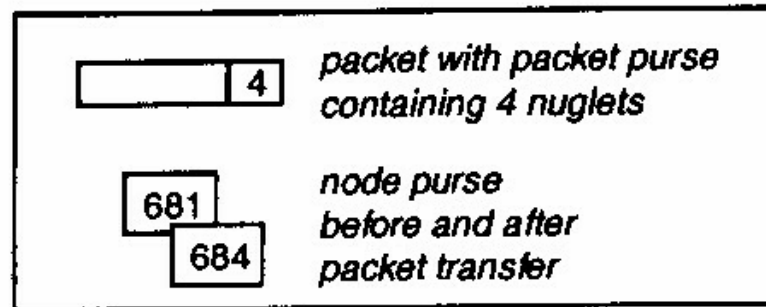 4
packet with packet purse
containing 4 nuglets
681
684
node purse
before and after
packet transfer